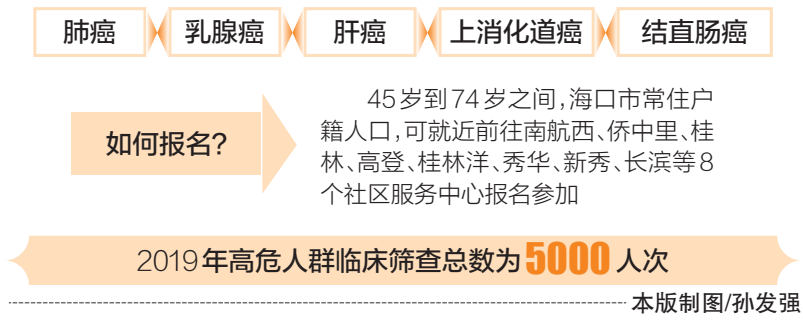 肺癌 乳腺癌 肝癌 上消化道癌 结直肠癌
如何报名?
45岁到74岁之间,海口市常住户
籍人口,可就近前往南航西、侨中里、桂
林、高登、桂林洋、秀华、新秀、长滨等8
个社区服务中心报名参加
2019年高危人群临床筛查总数为5000人次
本版制图/孙发强